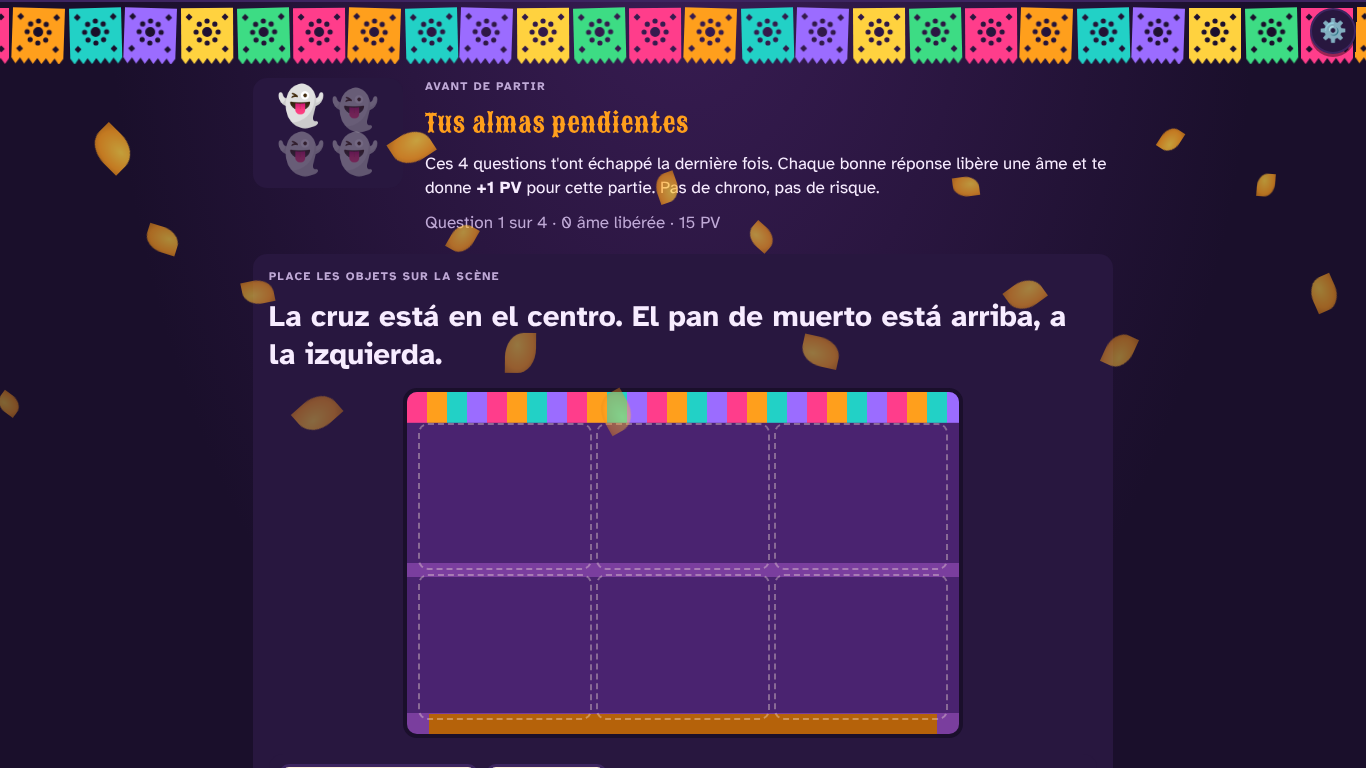 AVANT DE PARTIR
Tus almas pendientes
Ces 4 questions t'ont échappé la dernière fois. Chaque bonne réponse libère une âme et te
donne +1 PV pour cette partie. Pas de chrono, pas de risque.
Question 1 sur 4 · 0 âme libérée · 15 PV
PLACE LES OBJETS SUR LA SCÈNE
La cruz está en el centro. El pan de muerto está arriba, a
la izquierda.